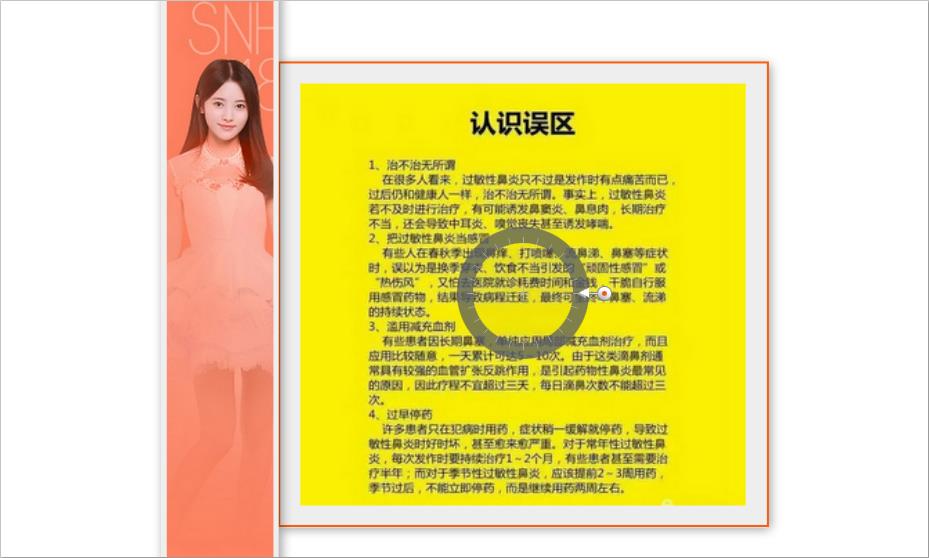 SNH
48
认识误区
1、治不治无所谓
在很多人看来，过敏性鼻炎只不过是发作时有点痛苦而已，
过后仍和健康人一样，治不治无所谓。事实上，过敏性鼻炎
若不及时进行治疗，有可能诱发鼻窦炎、鼻息肉，长期治疗
不当，还会导致中耳炎、嗅觉丧失甚至诱发哮喘。
2、把过敏性鼻炎当感冒
有些人在春秋季出现鼻痒、打喷嚏、流鼻涕、鼻塞等症状
时，误以为是换季穿衣、饮食不当引发的“顽固性感冒”或
“热伤风”，又怕去医院就诊耗费时间和金钱，干脆自行服
用感冒药物，结果导致病程迁延，最终可 鼻塞、流涕
的持续状态。
3、滥用减充血剂
有些患者因长期鼻塞，单纯应用局部减充血剂治疗，而且
应用比较随意，一天累计可达5～10次。由于这类滴鼻剂通
常具有较强的血管扩张反跳作用，是引起药物性鼻炎最常见
的原因，因此疗程不宜超过三天，每日滴鼻次数不能超过三
次。
4、过早停药
许多患者只在犯病时用药，症状稍一缓解就停药，导致过
敏性鼻炎时好时坏，甚至愈来愈严重。对于常年性过敏性鼻
炎，每次发作时要持续治疗1～2个月，有些患者甚至需要治
疗半年；而对于季节性过敏性鼻炎，应该提前2～3周用药，
季节过后，不能立即停药，而是继续用药两周左右。